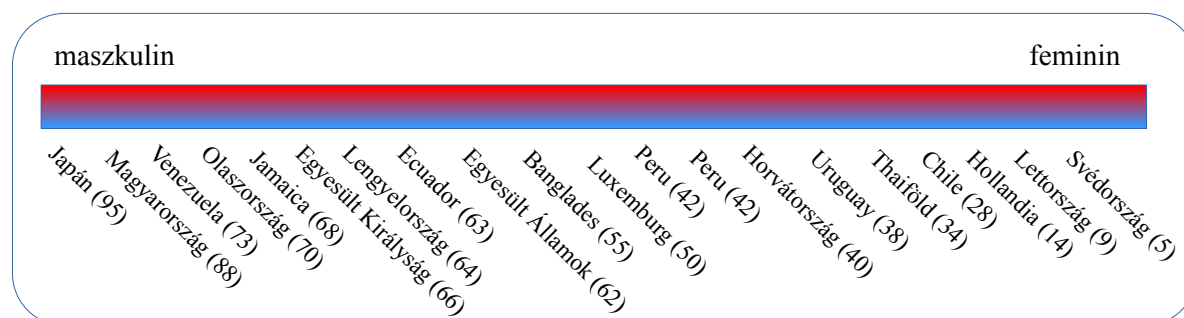 maszkulin
feminin
Japán (95)
Magyarország (88)
Venezuela (73)
Olaszország (70)
Jamaica (68)
Egyesült Királyság (66)
Lengyelország (64)
Ecuador (63)
Egyesült Államok (62)
Banglades (55)
Luxemburg (50)
Peru (42)
Peru (42)
Horvátország (40)
Uruguay (38)
Thaiföld (34)
Chile (28)
Hollandia (14)
Lettország (9)
Svédország (5)